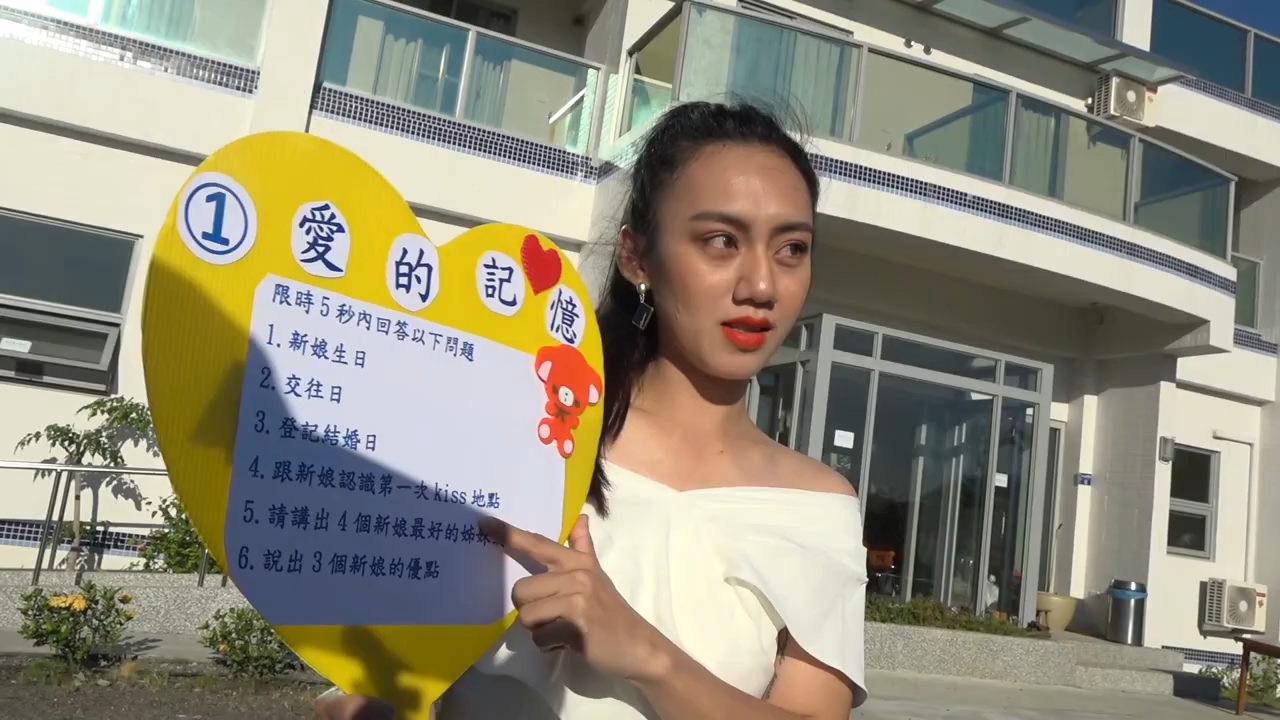 ① 愛的記憶
限時5秒內回答以下問題
1. 新娘生日
2. 交往日
3. 登記結婚日
4. 跟新娘認識第一次kiss地點
5. 請講出4個新娘最好的姊妹
6. 說出3個新娘的優點